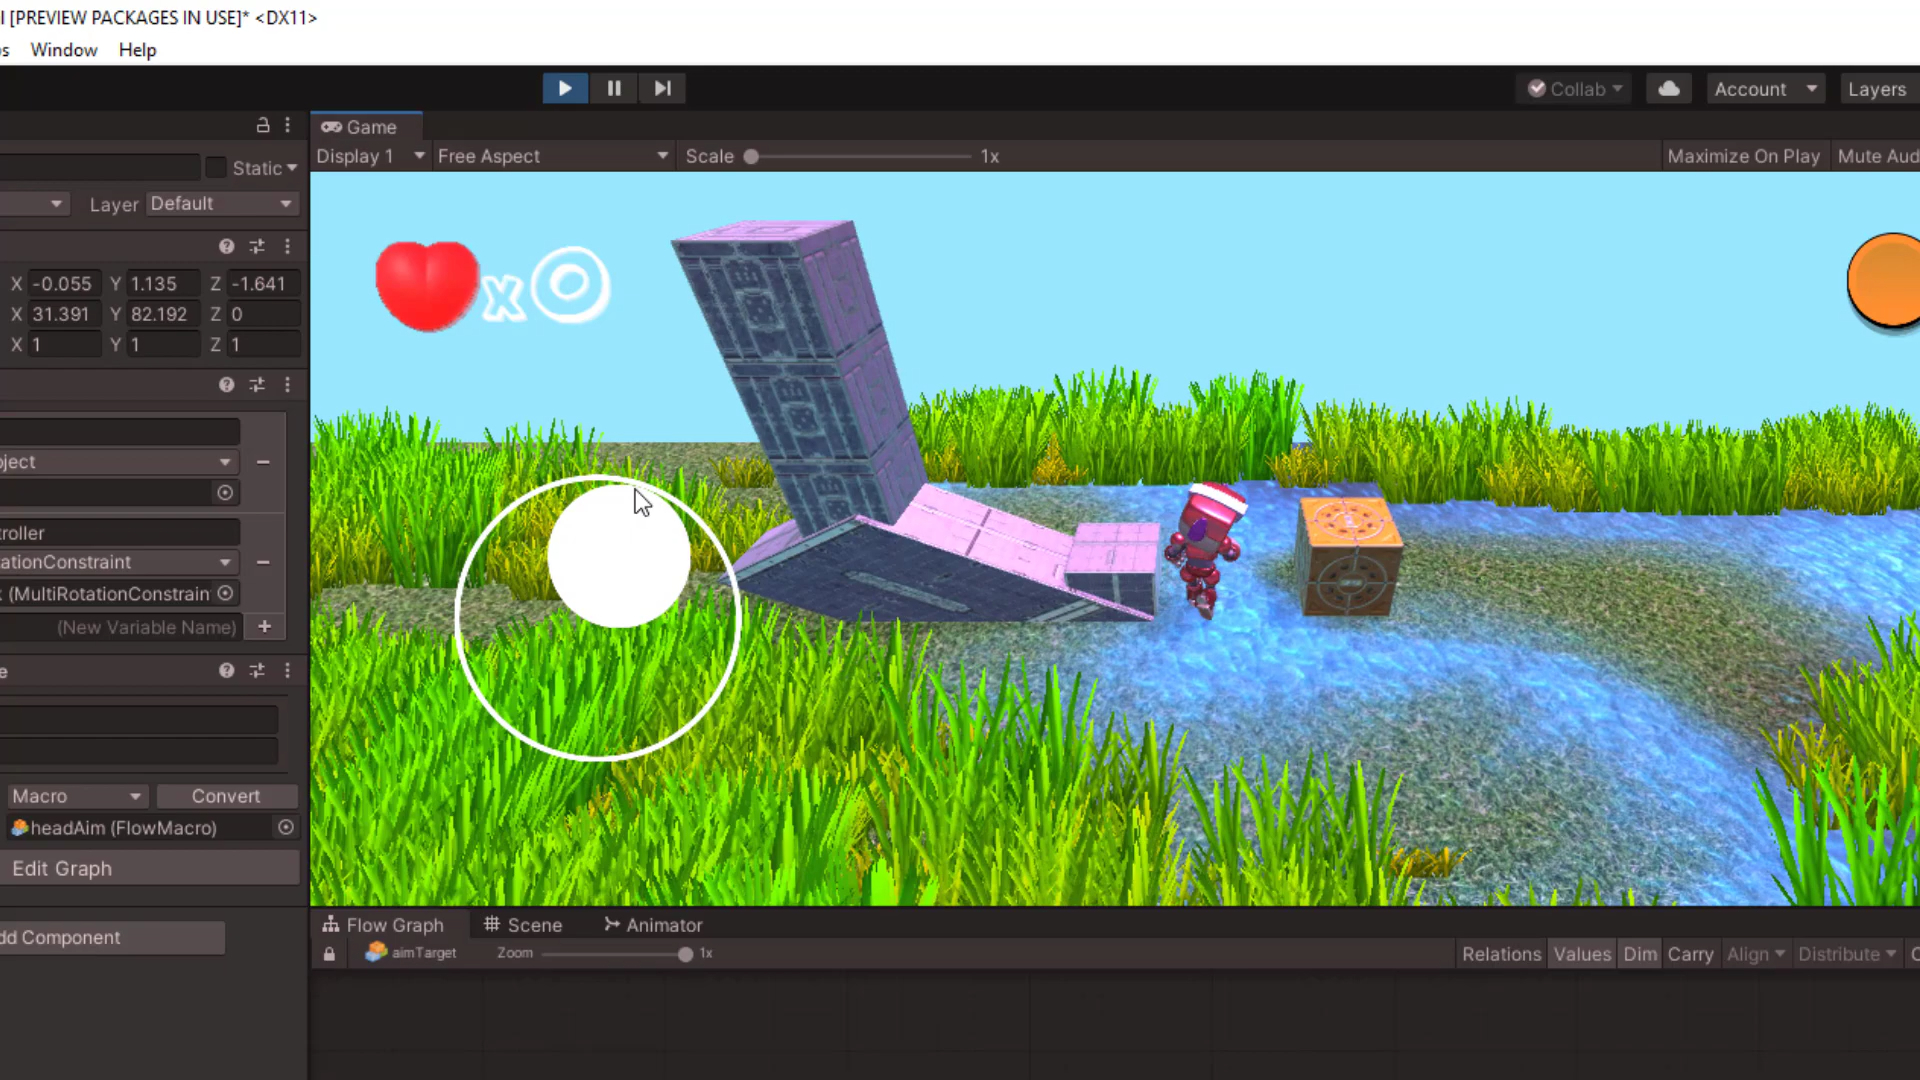 I [PREVIEW PACKAGES IN USE]* <DX11>
s Window Help
Collab Account Layers
Game
Static
Display 1 Free Aspect Scale 1x Maximize On Play Mute Aud
Layer Default
X -0.055 Y 1.135 Z -1.641
X 31.391 Y 82.192 Z 0
X 1 Y 1 Z 1
x0
ject
roller
ationConstraint
t (MultiRotationConstrain
(New Variable Name)
e
Macro Convert
headAim (FlowMacro)
Edit Graph
dd Component
Flow Graph Scene Animator
aimTarget Zoom 1x Relations Values Dim Carry Align Distribute